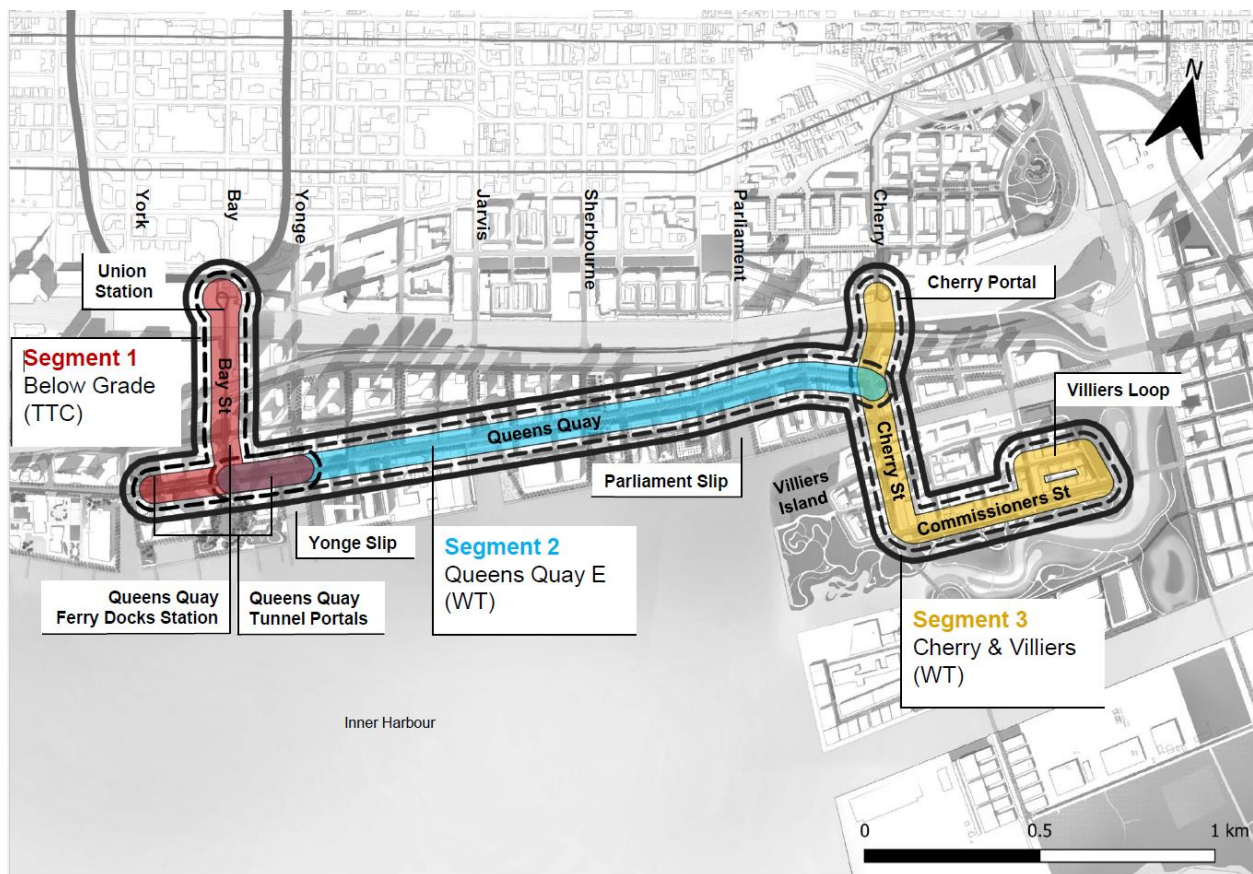 N
York
Bay
Yonge
Jarvis
Sherbourne
Parliament
Cherry
Union
Station
Cherry Portal
Segment 1
Below Grade
(TTC)
Bay St
Villiers Loop
Queens Quay
Cherry St
Parliament Slip
Villiers
Island
Commissioners St
Yonge Slip
Segment 2
Queens Quay E
(WT)
Queens Quay
Ferry Docks Station
Queens Quay
Tunnel Portals
Segment 3
Cherry & Villiers
(WT)
Inner Harbour
0 0.5 1 km